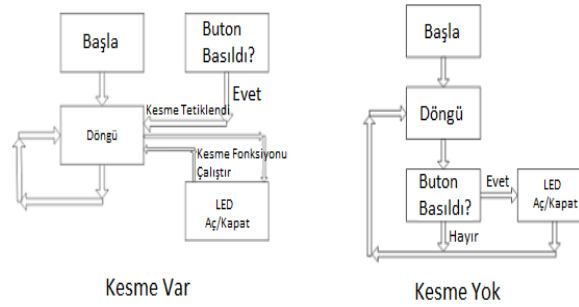 Başla
Buton
Basıldı?
Evet
Kesme Tetiklendi
Döngü
Kesme Fonksiyonu
Çalıştır
LED
Aç/Kapat
Kesme Var
Başla
Döngü
Buton
Basıldı?
Evet
LED
Aç/Kapat
Hayır
Kesme Yok